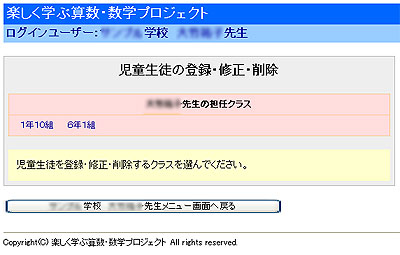 楽しく学ぶ算数・数学プロジェクト
ログインユーザー: 学校 先生
児童生徒の登録・修正・削除
先生の担任クラス
1年10組 6年1組
児童生徒を登録・修正・削除するクラスを選んでください。
学校 先生メニュー画面へ戻る
Copyright(C) 楽しく学ぶ算数・数学プロジェクト All rights reserved.